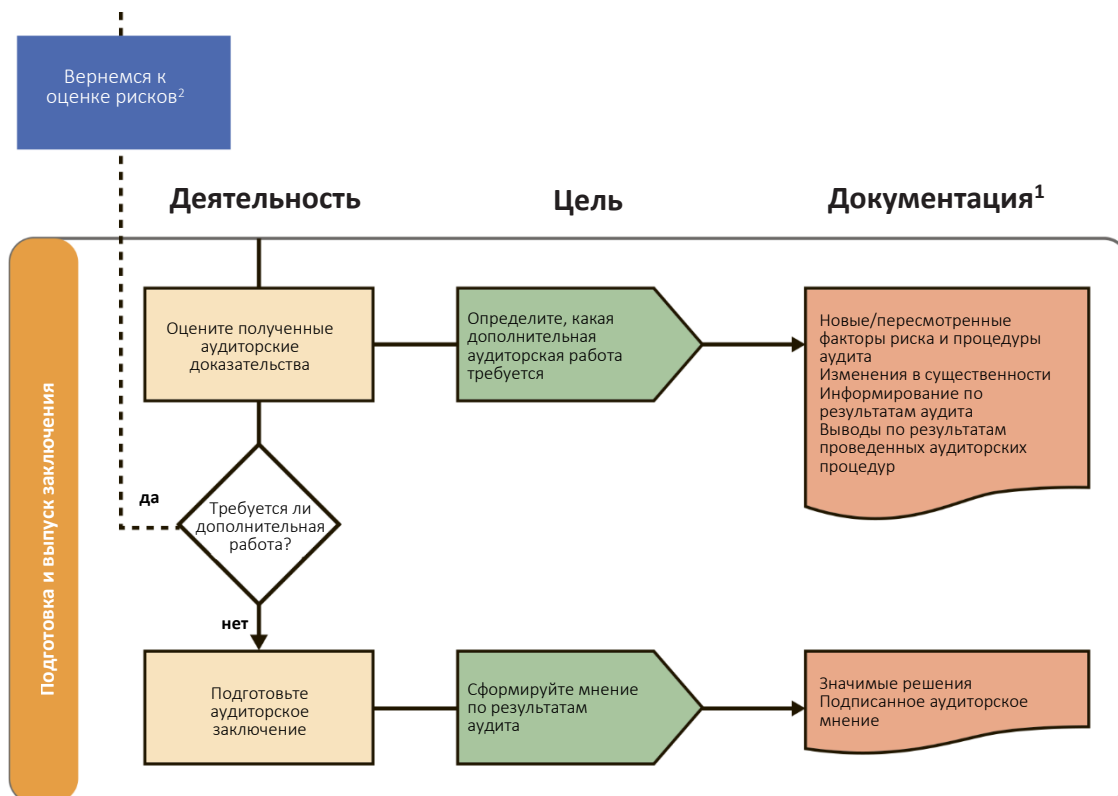 Вернемся к
оценке рисков²
Деятельность
Цель
Документация¹
Подготовка и выпуск заключения
Оцените полученные
аудиторские
доказательства
Определите, какая
дополнительная
аудиторская работа
требуется
Новые/пересмотренные
факторы риска и процедуры
аудита
Изменения в существенности
Информирование по
результатам аудита
Выводы по результатам
проведенных аудиторских
процедур
да
Требуется ли
дополнительная
работа?
нет
Подготовьте
аудиторское
заключение
Сформируйте мнение
по результатам
аудита
Значимые решения
Подписанное аудиторское
мнение